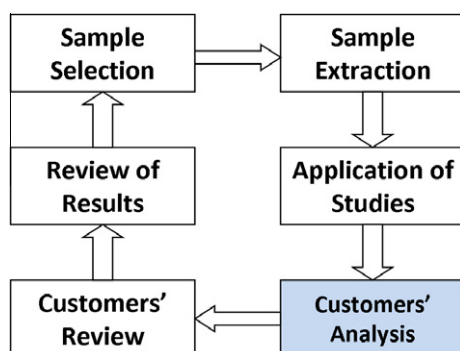 Sample
Selection
Sample
Extraction
Review of
Results
Application of
Studies
Customers’
Review
Customers’
Analysis